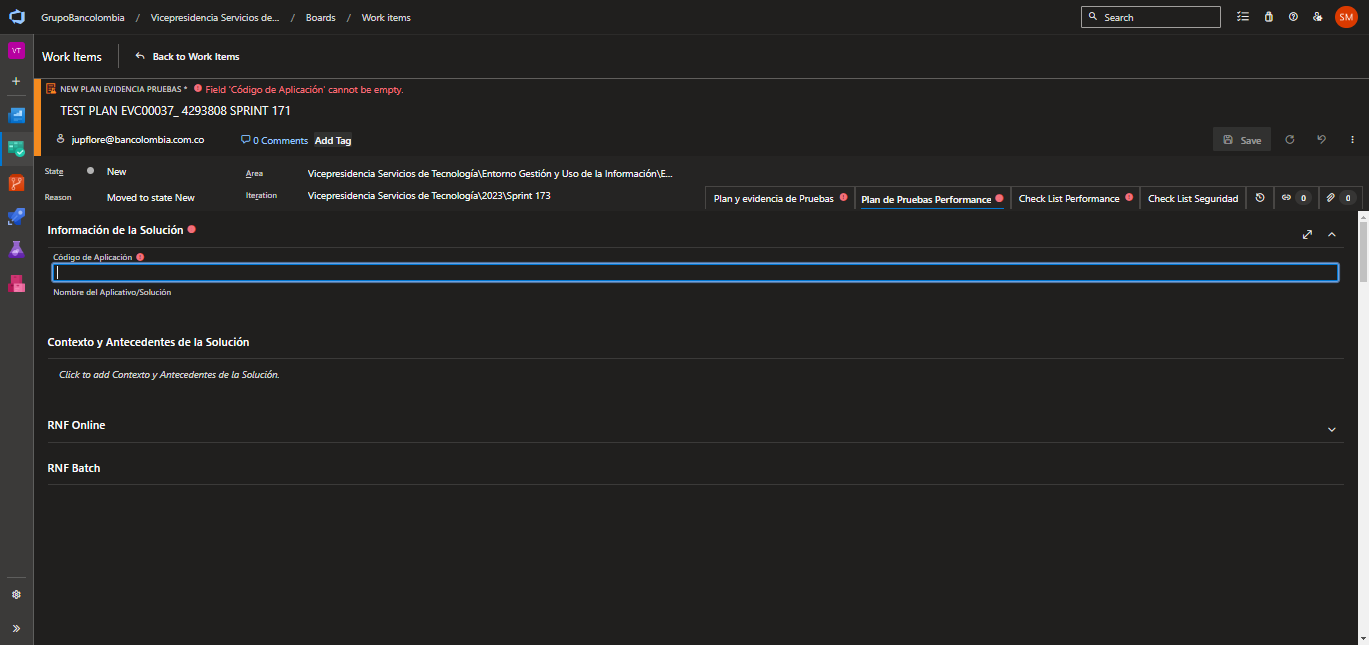 GrupoBancolombia / Vicepresidencia Servicios de... / Boards / Work items
Search
SM
VT
Work Items
Back to Work Items
NEW PLAN EVIDENCIA PRUEBAS * Field 'Código de Aplicación' cannot be empty.
TEST PLAN EVC00037_ 4293808 SPRINT 171
jupflore@bancolombia.com.co
0 Comments
Add Tag
Save
State New
Area Vicepresidencia Servicios de Tecnología\Entorno Gestión y Uso de la Información\E...
Reason Moved to state New
Iteration Vicepresidencia Servicios de Tecnología\2023\Sprint 173
Plan y evidencia de Pruebas
Plan de Pruebas Performance
Check List Performance
Check List Seguridad
0
0
Información de la Solución
Código de Aplicación
Nombre del Aplicativo/Solución
Contexto y Antecedentes de la Solución
Click to add Contexto y Antecedentes de la Solución.
RNF Online
RNF Batch